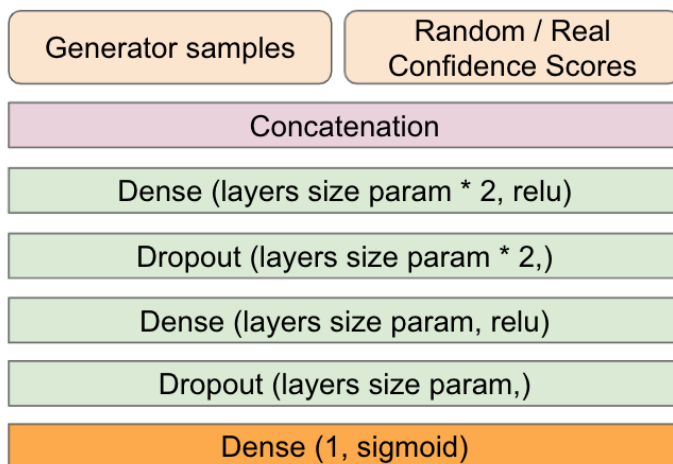 Generator samples
Random / Real
Confidence Scores
Concatenation
Dense (layers size param * 2, relu)
Dropout (layers size param * 2,)
Dense (layers size param, relu)
Dropout (layers size param,)
Dense (1, sigmoid)